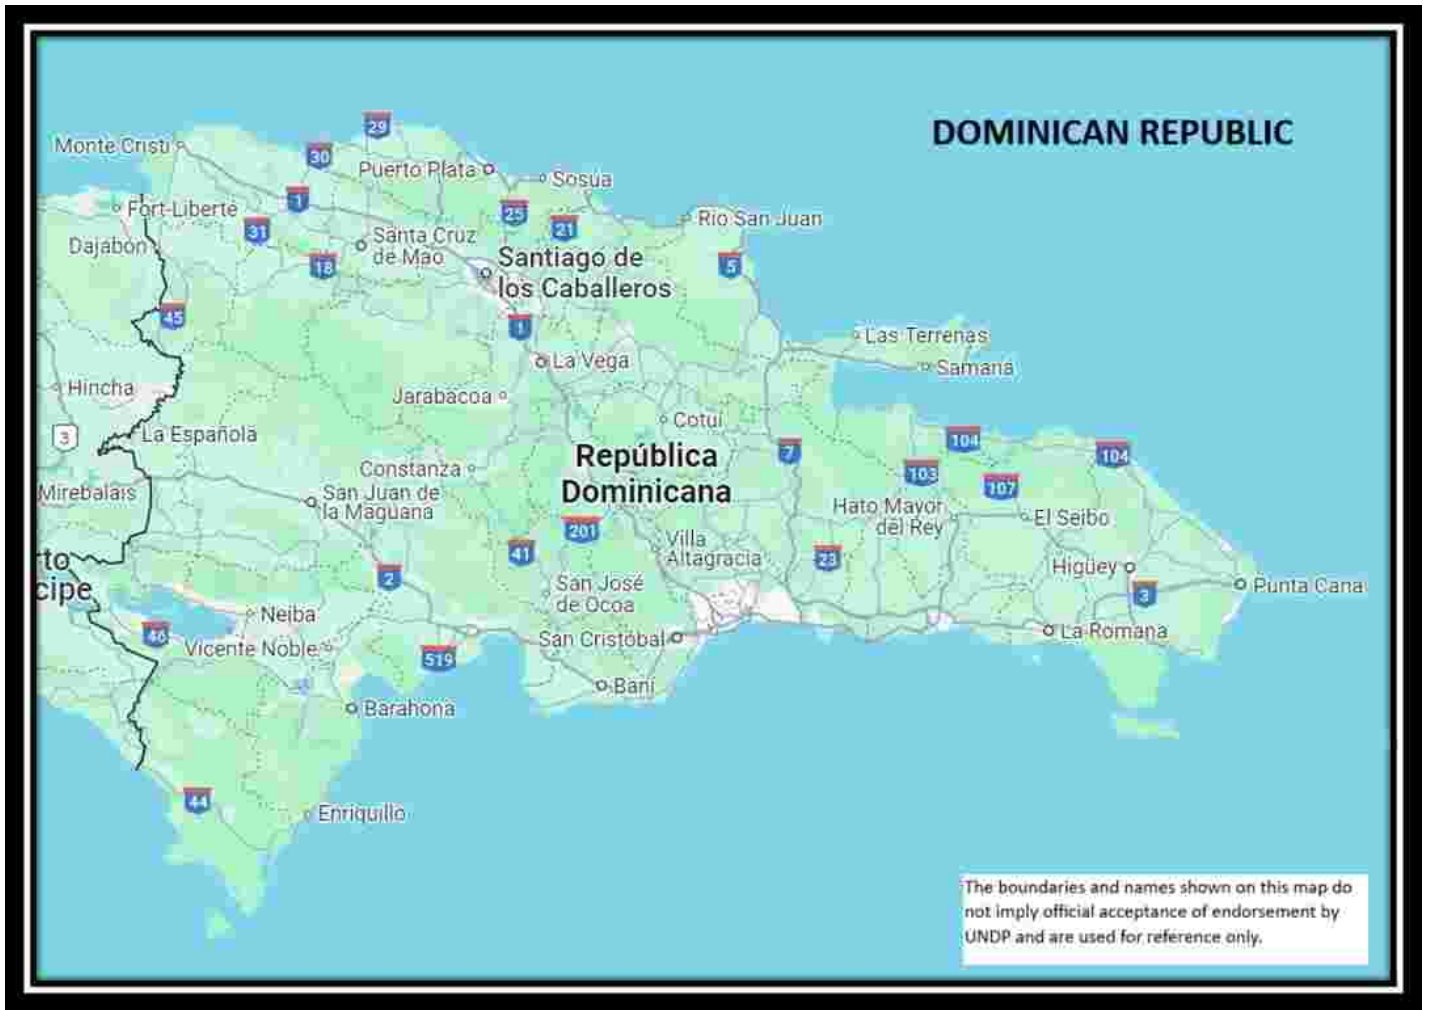 DOMINICAN REPUBLIC
29
Monte Cristi
30
Puerto Plata
Sosúa
1
Fort-Liberté
25
Río San Juan
31
21
Dajabón
Santa Cruz
de Mao
18
Santiago de
los Caballeros
5
45
1
Las Terrenas
La Vega
Samaná
Hincha
Jarabacoa
Cotuí
3
La Española
104
7
104
República
Dominicana
Constanza
103
107
Mirebalais
San Juan de
la Maguana
Hato Mayor
del Rey
El Seibo
201
Villa
Altagracia
41
23
rto
cipe
Higüey
2
San José
de Ocoa
3
Punta Cana
Neiba
46
Vicente Noble
San Cristóbal
La Romana
519
Baní
Barahona
44
Enriquillo
The boundaries and names shown on this map do
not imply official acceptance of endorsement by
UNDP and are used for reference only.